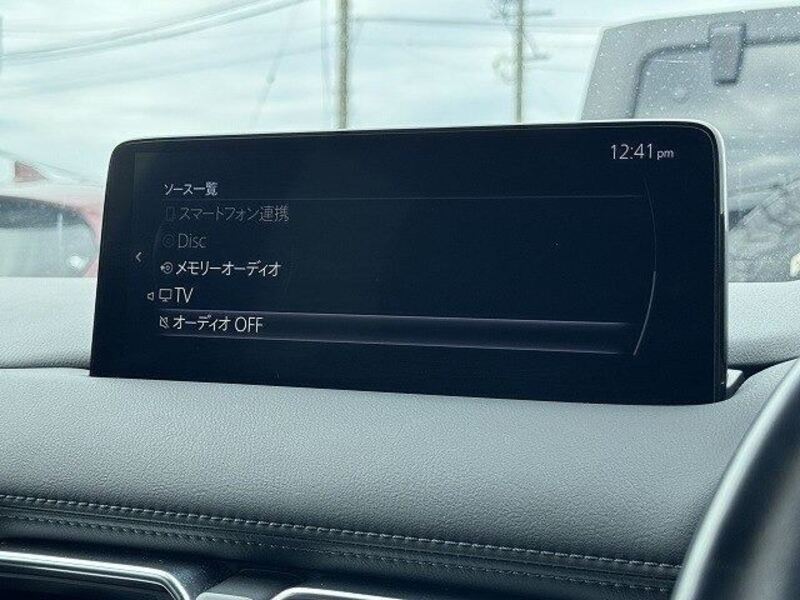 12:41 pm
ソース一覧
スマートフォン連携
Disc
メモリーオーディオ
TV
オーディオ OFF